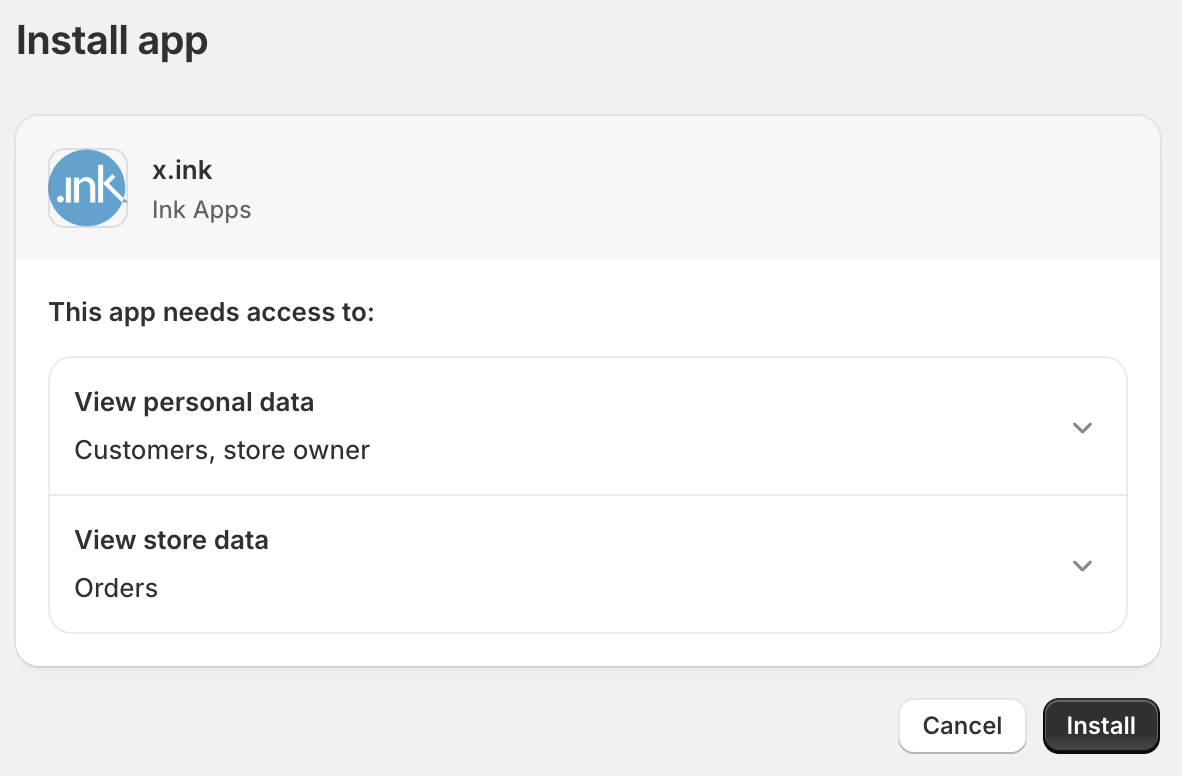 Install app
.ink
x.ink
Ink Apps
This app needs access to:
View personal data
Customers, store owner
View store data
Orders
Cancel
Install